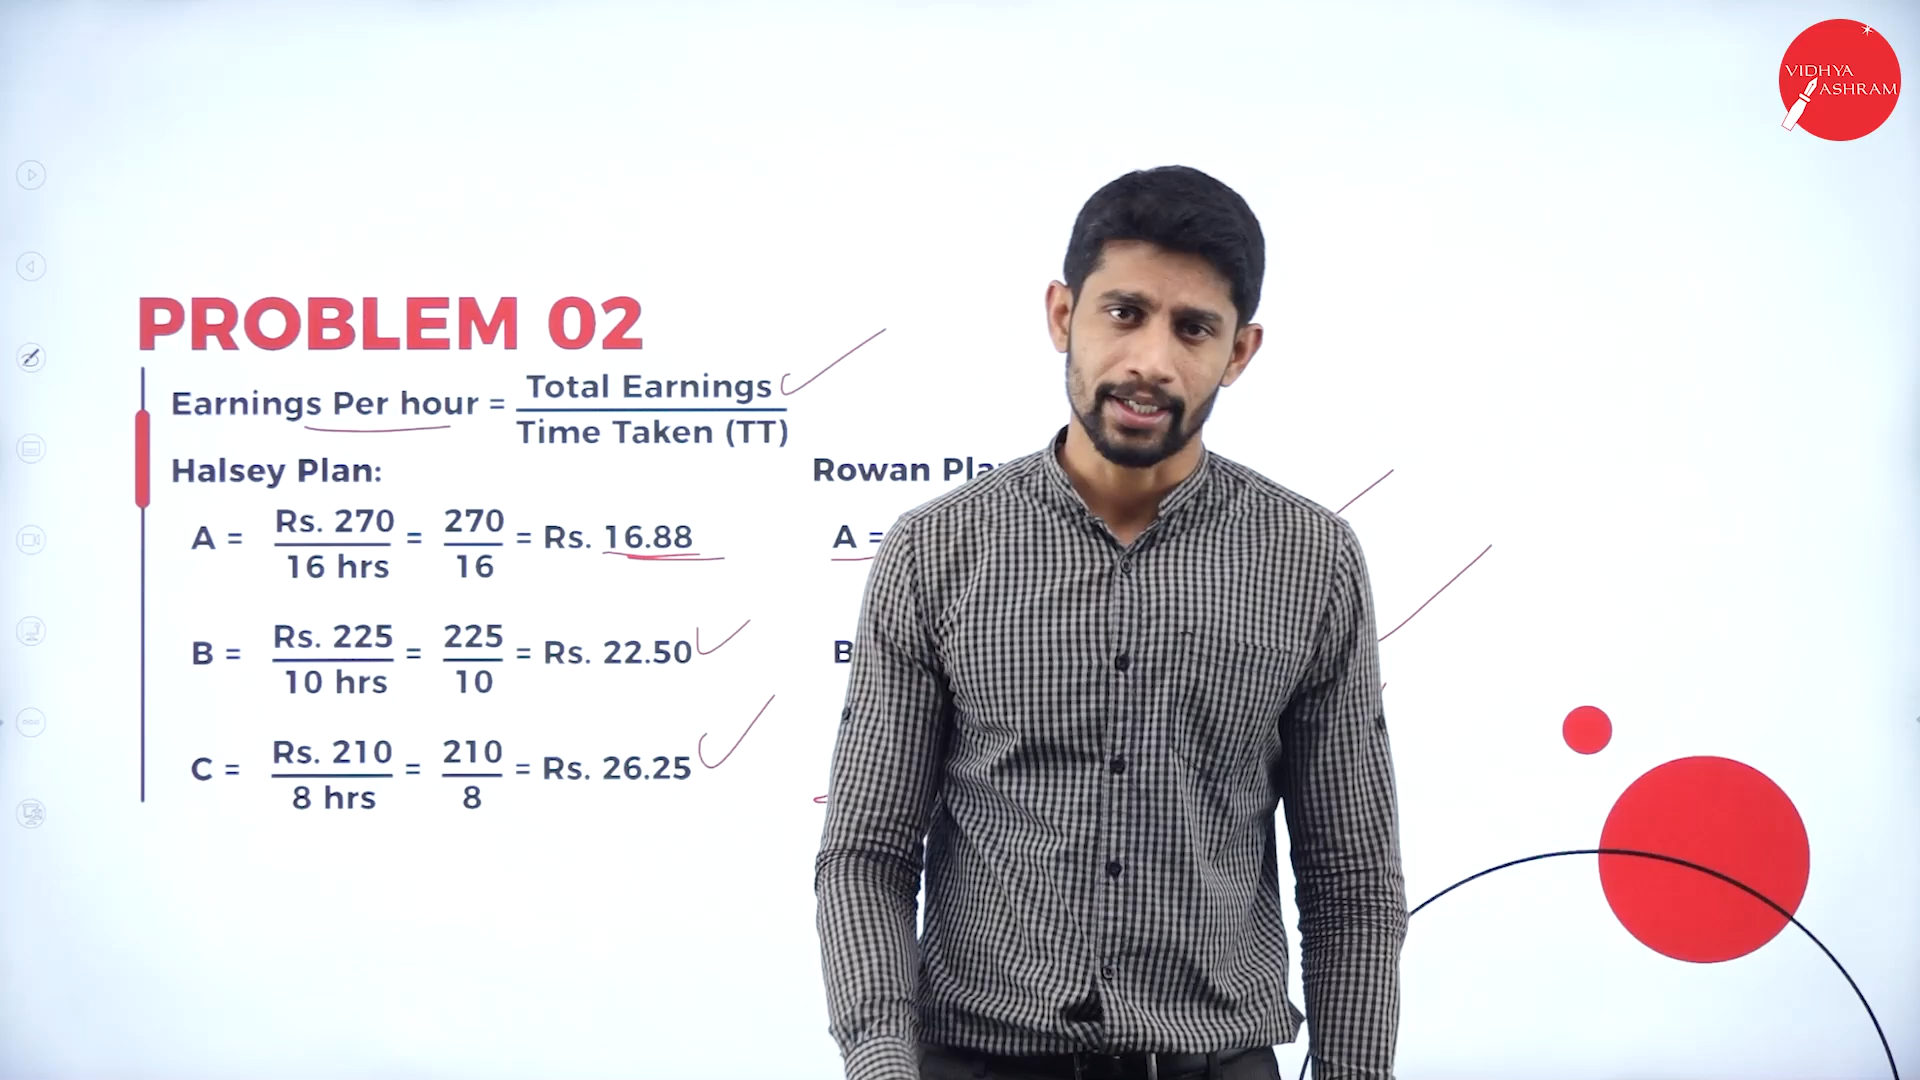 VIDHYA
ASHRAM
PROBLEM 02
Earnings Per hour = Total Earnings
Time Taken (TT)
Halsey Plan:
A = Rs. 270 = 270 = Rs. 16.88
16 hrs 16
B = Rs. 225 = 225 = Rs. 22.50
10 hrs 10
C = Rs. 210 = 210 = Rs. 26.25
8 hrs 8
Rowan
A =
B